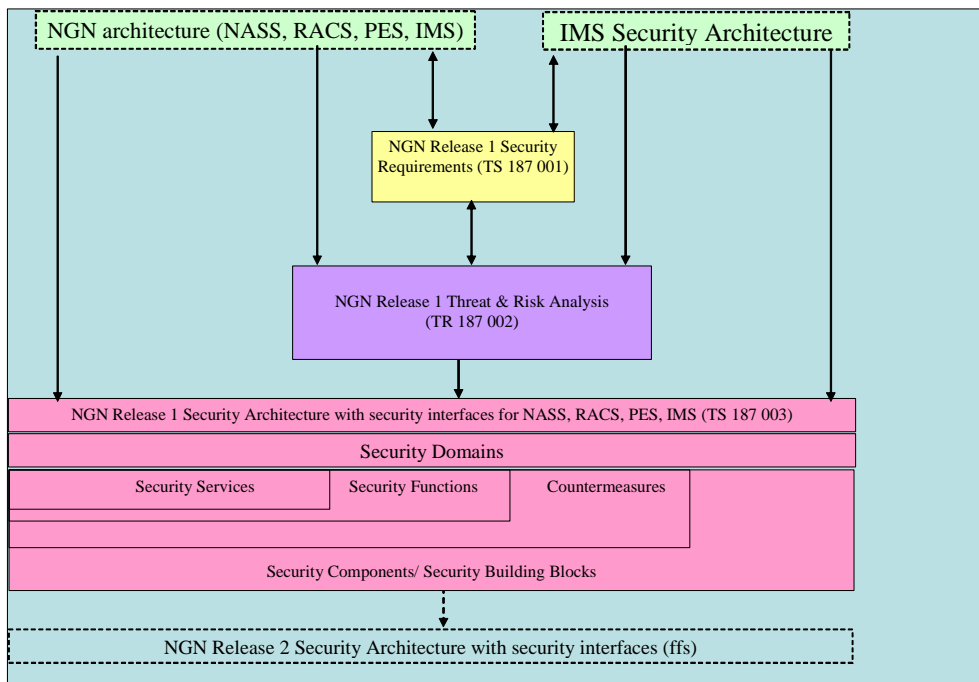 NGN architecture (NASS, RACS, PES, IMS)
IMS Security Architecture
NGN Release 1 Security
Requirements (TS 187 001)
NGN Release 1 Threat & Risk Analysis
(TR 187 002)
NGN Release 1 Security Architecture with security interfaces for NASS, RACS, PES, IMS (TS 187 003)
Security Domains
Security Services
Security Functions
Countermeasures
Security Components/ Security Building Blocks
NGN Release 2 Security Architecture with security interfaces (ffs)